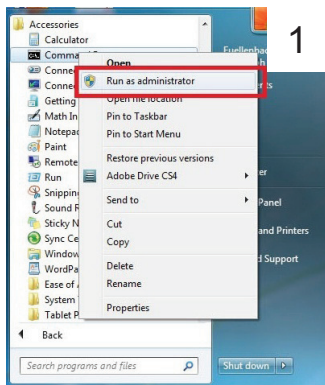 Accessories
Calculator
Comma
Conne
Conne
Getting
Math In
Notepa
Paint
Remote
Run
Snippin
Sound R
Sticky N
Sync Ce
Window
WordPa
Ease of
System
Tablet P
Back
Search programs and files
Open
Run as administrator
Open file location
Pin to Taskbar
Pin to Start Menu
Restore previous versions
Adobe Drive CS4
Send to
Cut
Copy
Delete
Rename
Properties
1
Fuellenba
er
Panel
and Printers
d Support
Shut down